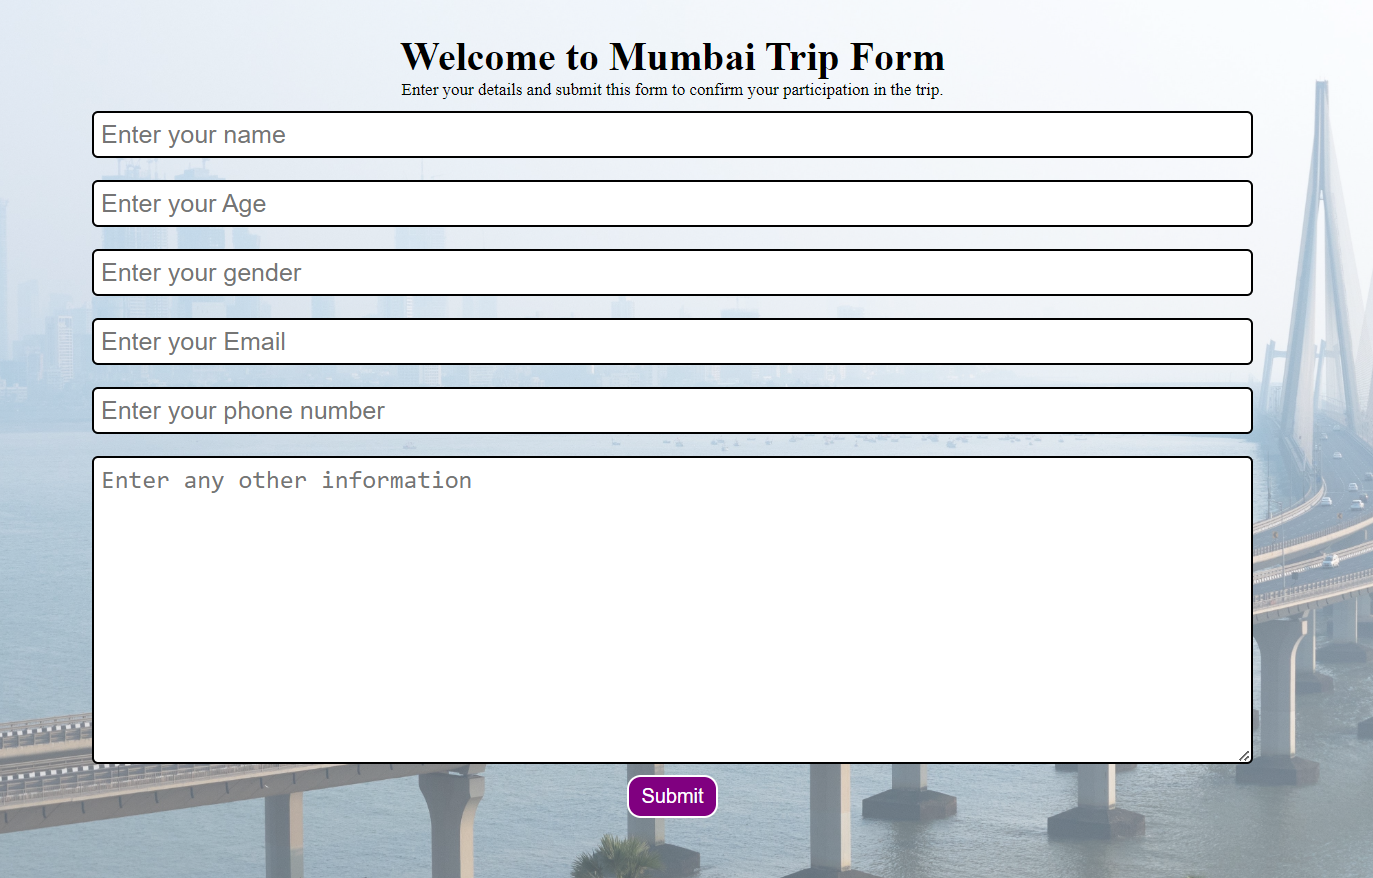 Welcome to Mumbai Trip Form
Enter your details and submit this form to confirm your participation in the trip.
Enter your name
Enter your Age
Enter your gender
Enter your Email
Enter your phone number
Enter any other information
Submit